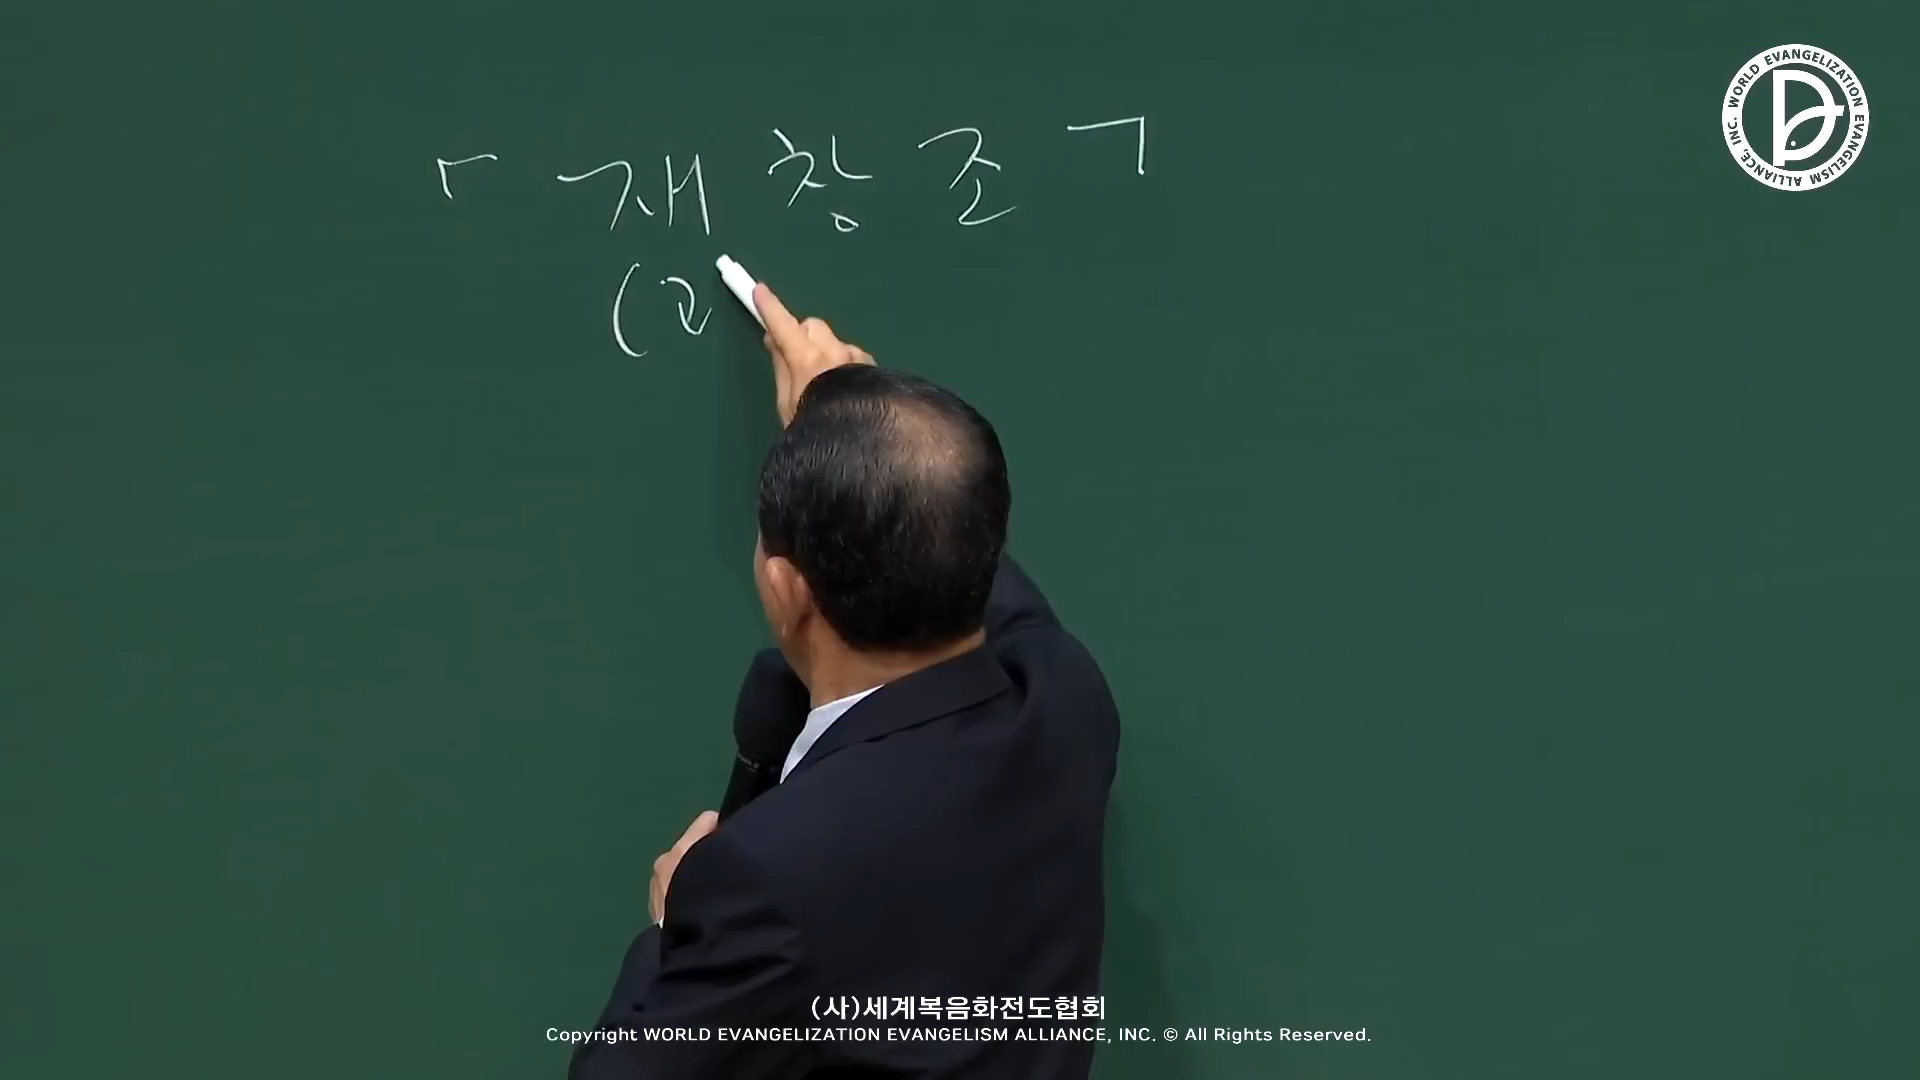 「재창조ㄱ
WORLD EVANGELIZATION EVANGELISM ALLIANCE, INC.
(사)세계복음화전도협회
Copyright WORLD EVANGELIZATION EVANGELISM ALLIANCE, INC. © All Rights Reserved.